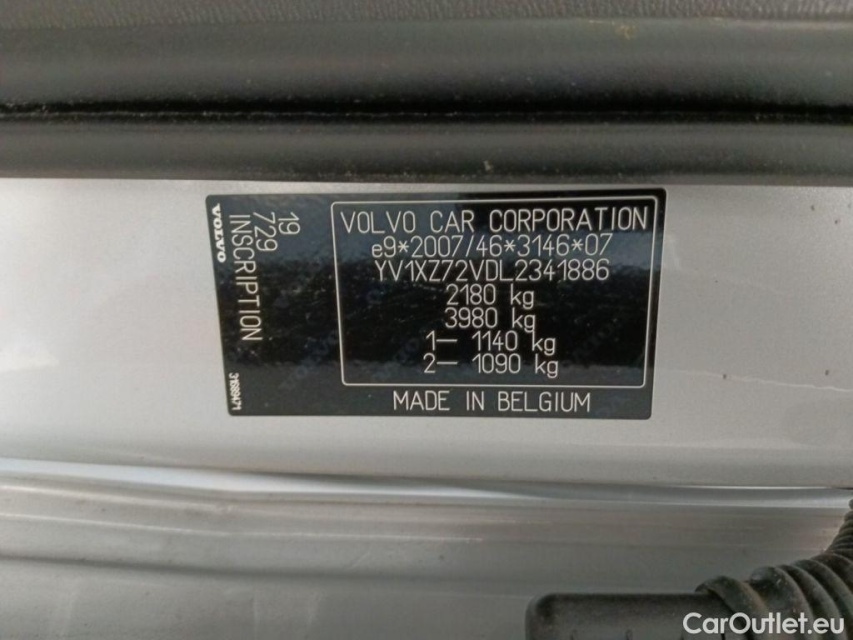 VOLVO
19
729
INSCRIPTION
31689471
VOLVO CAR CORPORATION
e9*2007/46*3146*07
YV1XZ72VDL2341886
2180 kg
3980 kg
1– 1140 kg
2– 1090 kg
MADE IN BELGIUM
CarOutlet.eu